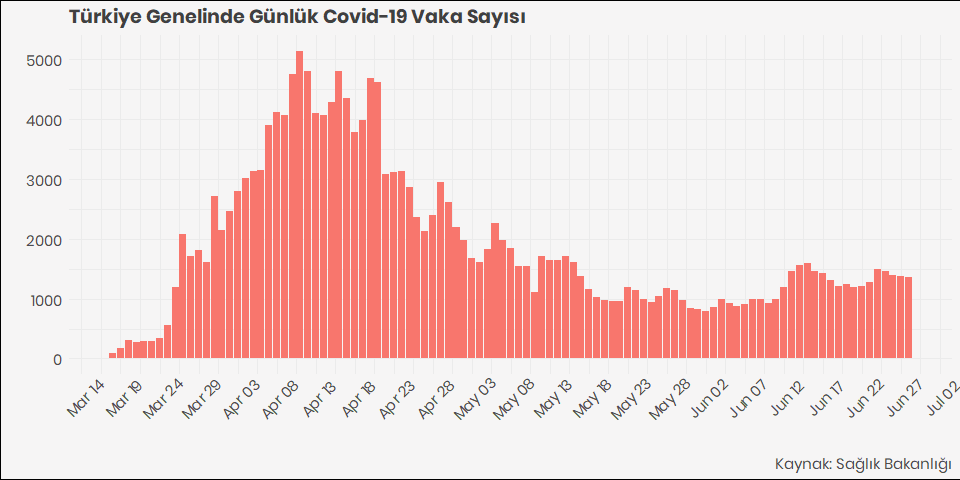 Türkiye Genelinde Günlük Covid-19 Vaka Sayısı
5000
4000
3000
2000
1000
0
Mar 14
Mar 19
Mar 24
Mar 29
Apr 03
Apr 08
Apr 13
Apr 18
Apr 23
Apr 28
May 03
May 08
May 13
May 18
May 23
May 28
Jun 02
Jun 07
Jun 12
Jun 17
Jun 22
Jun 27
Jul 02
Kaynak: Sağlık Bakanlığı